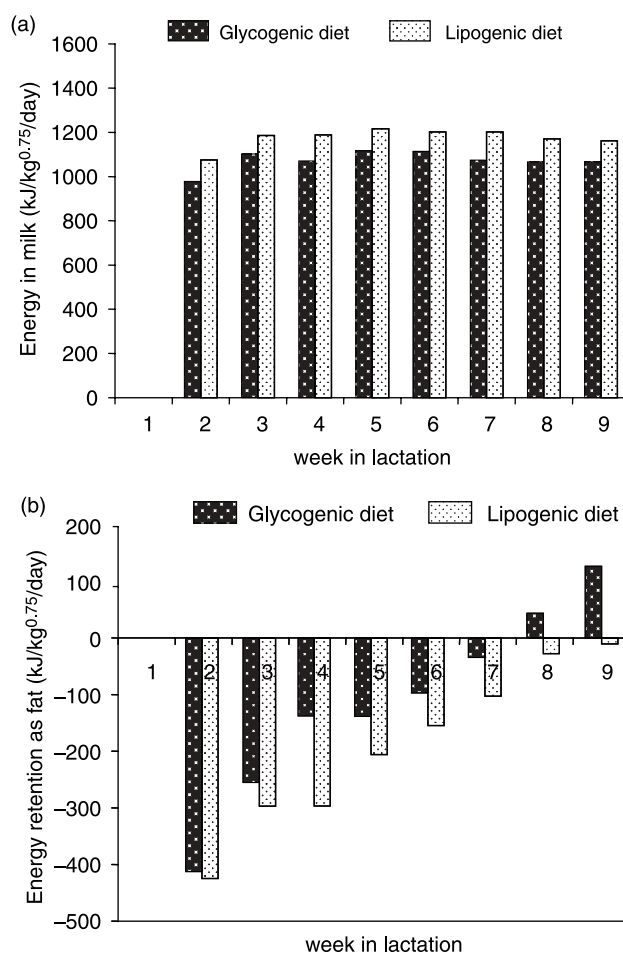 (a)
Glycogenic diet Lipogenic diet
Energy in milk (kJ/kg0.75/day)
1600
1400
1200
1000
800
600
400
200
0
1 2 3 4 5 6 7 8 9
week in lactation
(b)
Glycogenic diet Lipogenic diet
Energy retention as fat (kJ/kg0.75/day)
200
100
0
−100
−200
−300
−400
−500
1 2 3 4 5 6 7 8 9
week in lactation